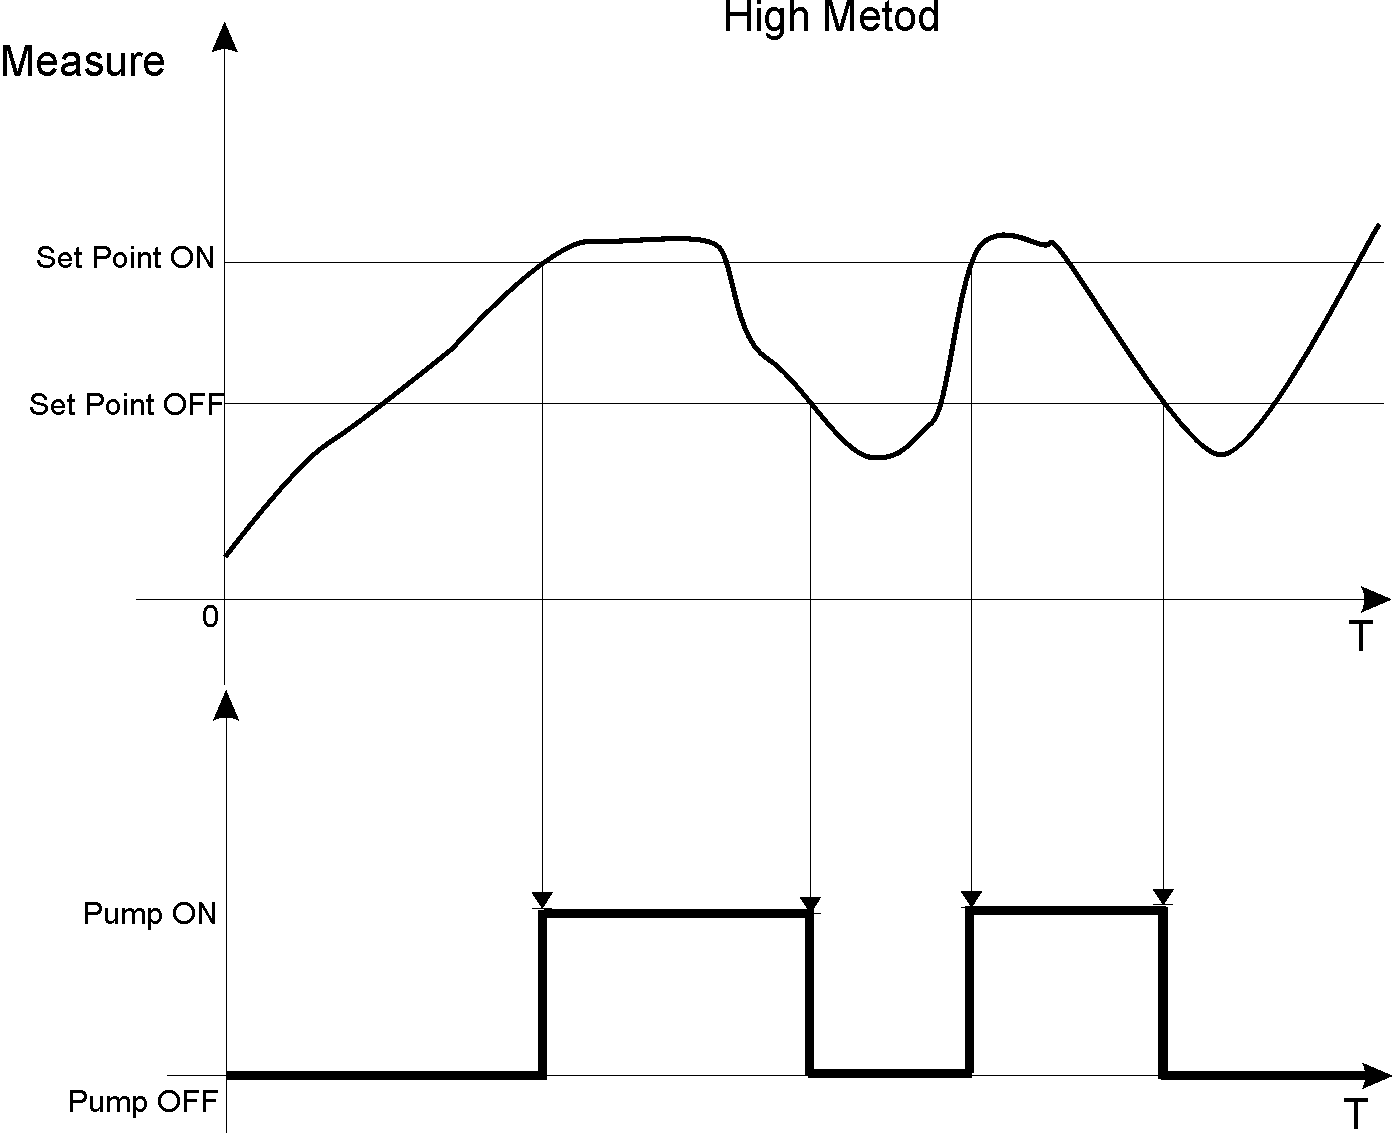 High Metod
Measure
Set Point ON
Set Point OFF
0
T
Pump ON
Pump OFF
T